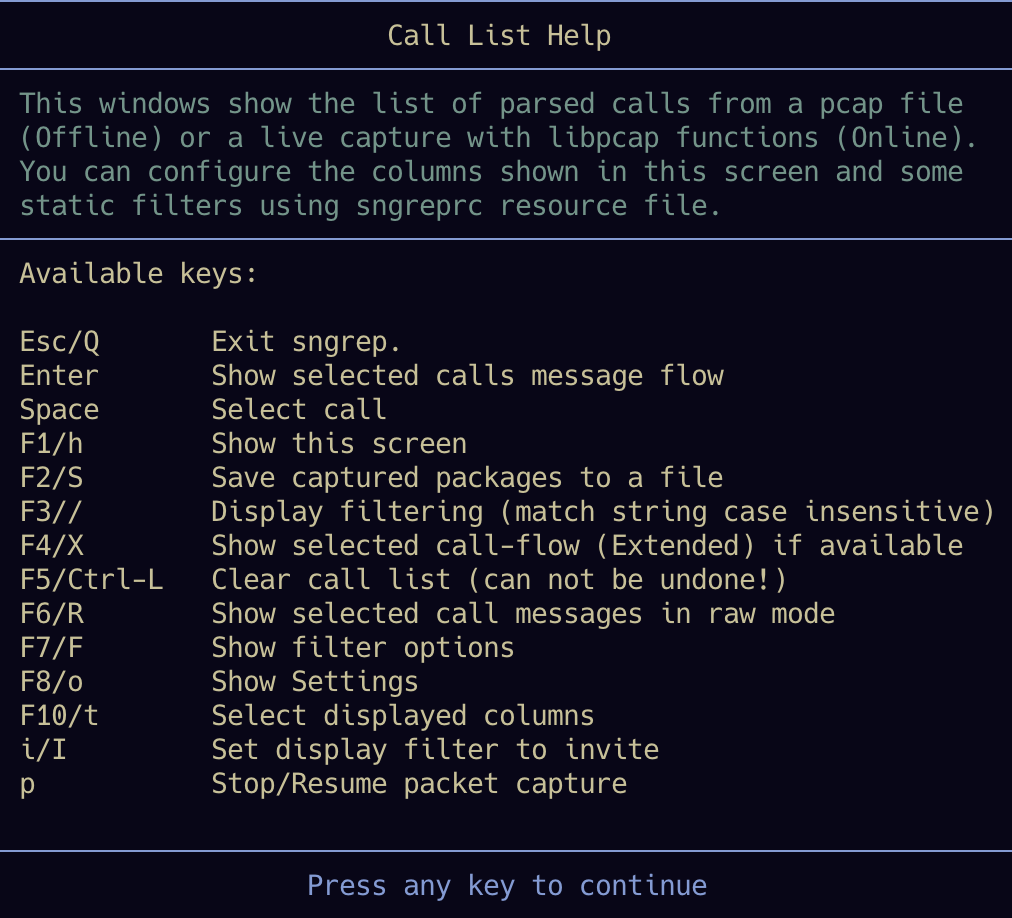 Call List Help
This windows show the list of parsed calls from a pcap file
(Offline) or a live capture with libpcap functions (Online).
You can configure the columns shown in this screen and some
static filters using sngreprc resource file.
Available keys:
Esc/Q Exit sngrep.
Enter Show selected calls message flow
Space Select call
F1/h Show this screen
F2/S Save captured packages to a file
F3// Display filtering (match string case insensitive)
F4/X Show selected call-flow (Extended) if available
F5/Ctrl-L Clear call list (can not be undone!)
F6/R Show selected call messages in raw mode
F7/F Show filter options
F8/o Show Settings
F10/t Select displayed columns
i/I Set display filter to invite
p Stop/Resume packet capture
Press any key to continue